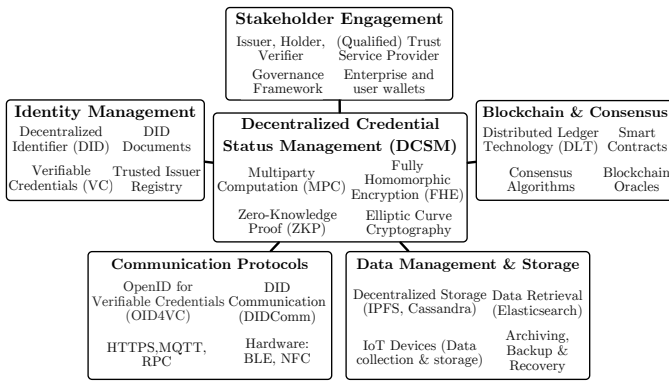 Stakeholder Engagement
Issuer, Holder,
Verifier
(Qualified) Trust
Service Provider
Governance
Framework
Enterprise and
user wallets
Identity Management
Decentralized
Identifier (DID)
DID
Documents
Verifiable
Credentials (VC)
Trusted Issuer
Registry
Decentralized Credential
Status Management (DCSM)
Multiparty
Computation (MPC)
Fully
Homomorphic
Encryption (FHE)
Zero-Knowledge
Proof (ZKP)
Elliptic Curve
Cryptography
Blockchain & Consensus
Distributed Ledger
Technology (DLT)
Smart
Contracts
Consensus
Algorithms
Blockchain
Oracles
Communication Protocols
OpenID for
Verifiable Credentials
(OID4VC)
DID
Communication
(DIDComm)
HTTPS,MQTT,
RPC
Hardware:
BLE, NFC
Data Management & Storage
Decentralized Storage
(IPFS, Cassandra)
Data Retrieval
(Elasticsearch)
IoT Devices (Data
collection & storage)
Archiving,
Backup &
Recovery